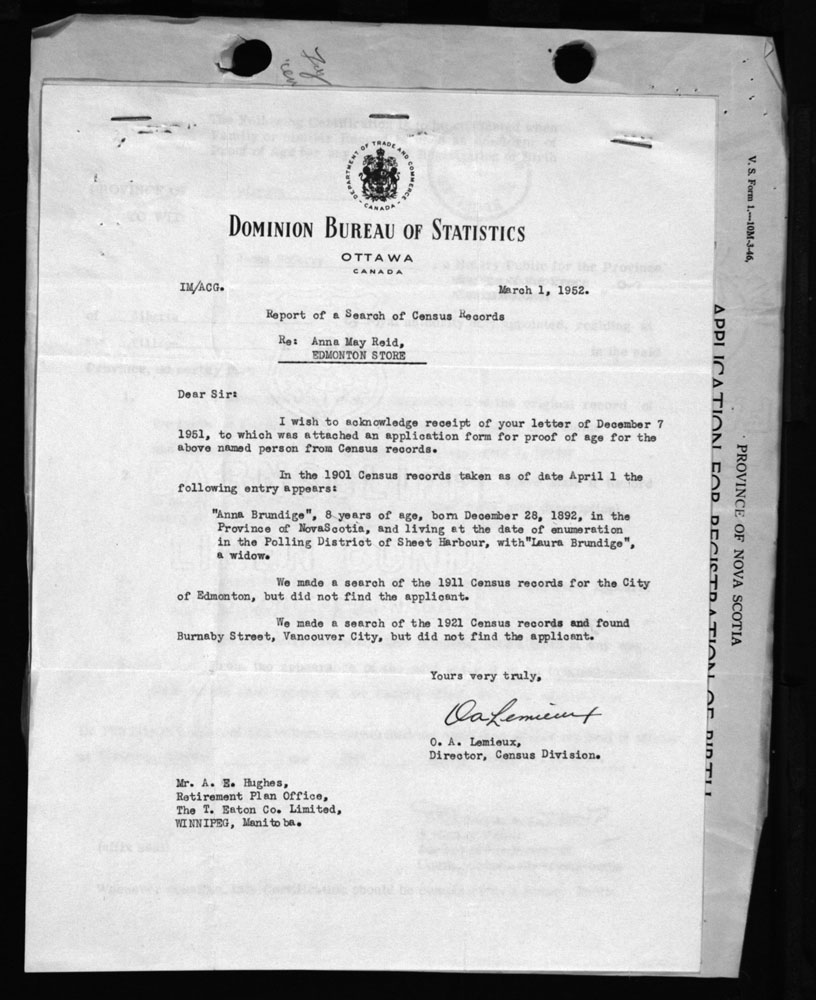 DEPARTMENT OF TRADE AND COMMERCE
CANADA
DOMINION BUREAU OF STATISTICS
OTTAWA
CANADA
IM/ACG.
March 1, 1952.
Report of a Search of Census Records
Re: Anna May Reid,
EDMONTON STORE
Dear Sir:
I wish to acknowledge receipt of your letter of December 7
1951, to which was attached an application form for proof of age for the
above named person from Census records.
In the 1901 Census records taken as of date April 1 the
following entry appears:
"Anna Brundige", 8 years of age, born December 28, 1892, in the
Province of NovaScotia, and living at the date of enumeration
in the Polling District of Sheet Harbour, with"Laura Brundige",
a widow.
We made a search of the 1911 Census records for the City
of Edmonton, but did not find the applicant.
We made a search of the 1921 Census records and found
Burnaby Street, Vancouver City, but did not find the applicant.
Yours very truly,
OaLemieux
O. A. Lemieux,
Director, Census Division.
Mr. A. E. Hughes,
Retirement Plan Office,
The T. Eaton Co. Limited,
WINNIPEG, Manitoba.
V. S. Form 1.—10M-3-46,
PROVINCE OF NOVA SCOTIA
APPLICATION FOR REGISTRATION OF BIRTH